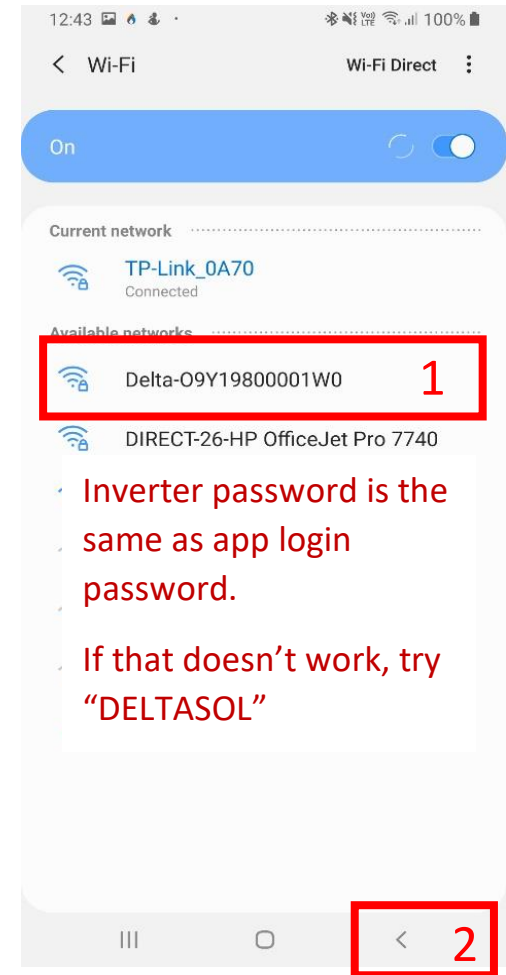 12:43 100%
Wi-Fi Wi-Fi Direct
On
Current network
TP-Link_0A70
Connected
Available networks
Delta-O9Y19800001W0 1
DIRECT-26-HP OfficeJet Pro 7740
Inverter password is the
same as app login
password.
If that doesn’t work, try
“DELTASOL”
2